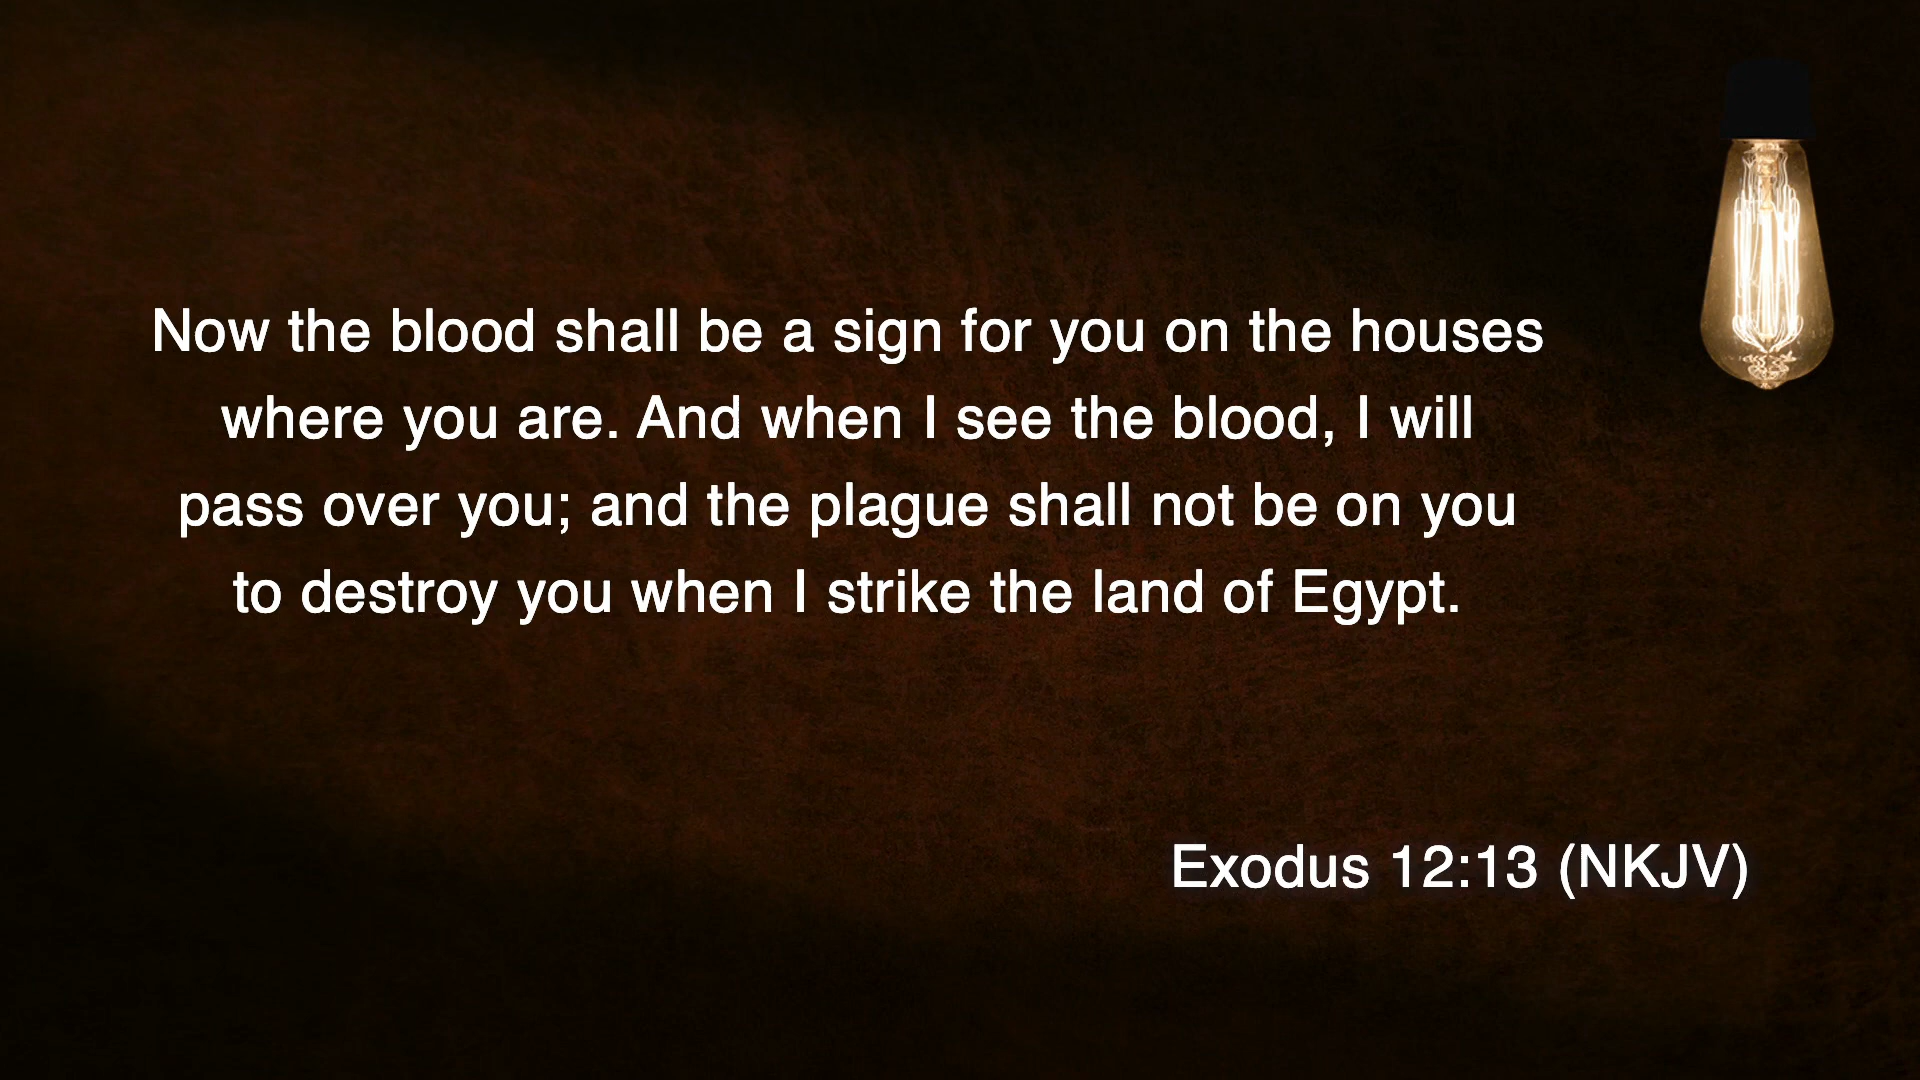 Now the blood shall be a sign for you on the houses
where you are. And when I see the blood, I will
pass over you; and the plague shall not be on you
to destroy you when I strike the land of Egypt.
Exodus 12:13 (NKJV)